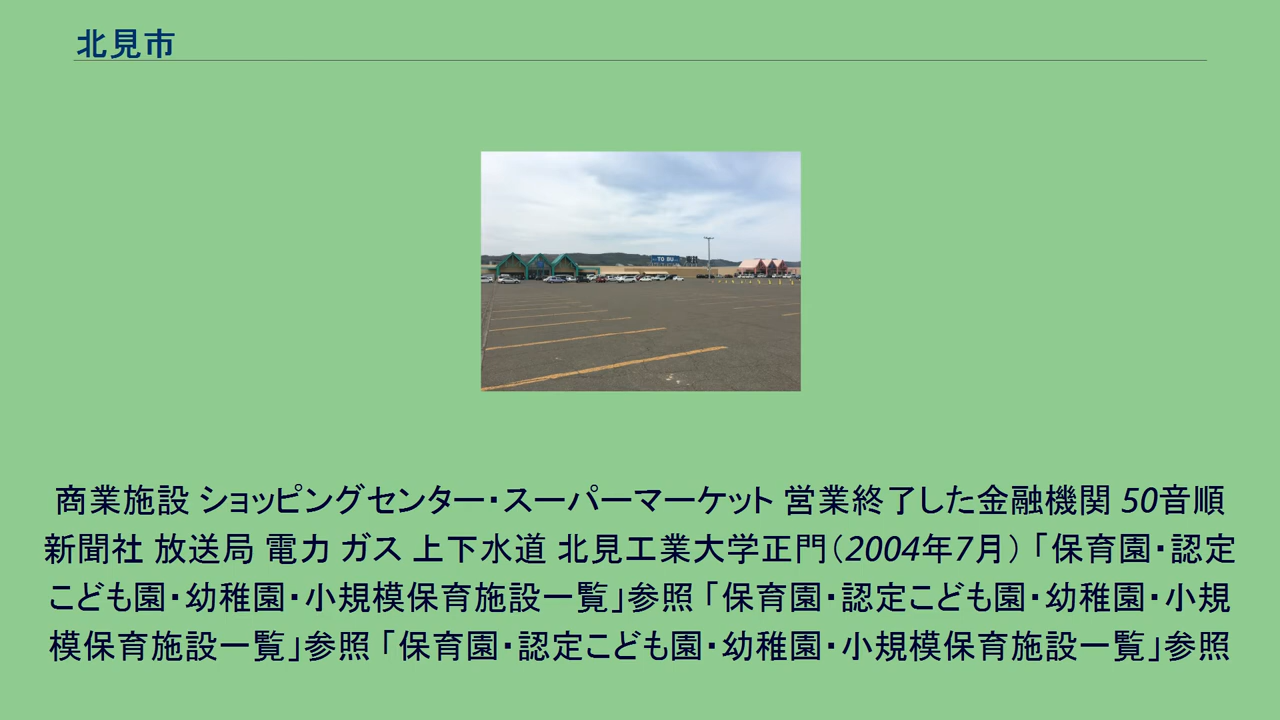 北見市
TO BU
商業施設 ショッピングセンター・スーパーマーケット 営業終了した金融機関 50音順
新聞社 放送局 電力 ガス 上下水道 北見工業大学正門（2004年7月）「保育園・認定
こども園・幼稚園・小規模保育施設一覧」参照「保育園・認定こども園・幼稚園・小規
模保育施設一覧」参照「保育園・認定こども園・幼稚園・小規模保育施設一覧」参照